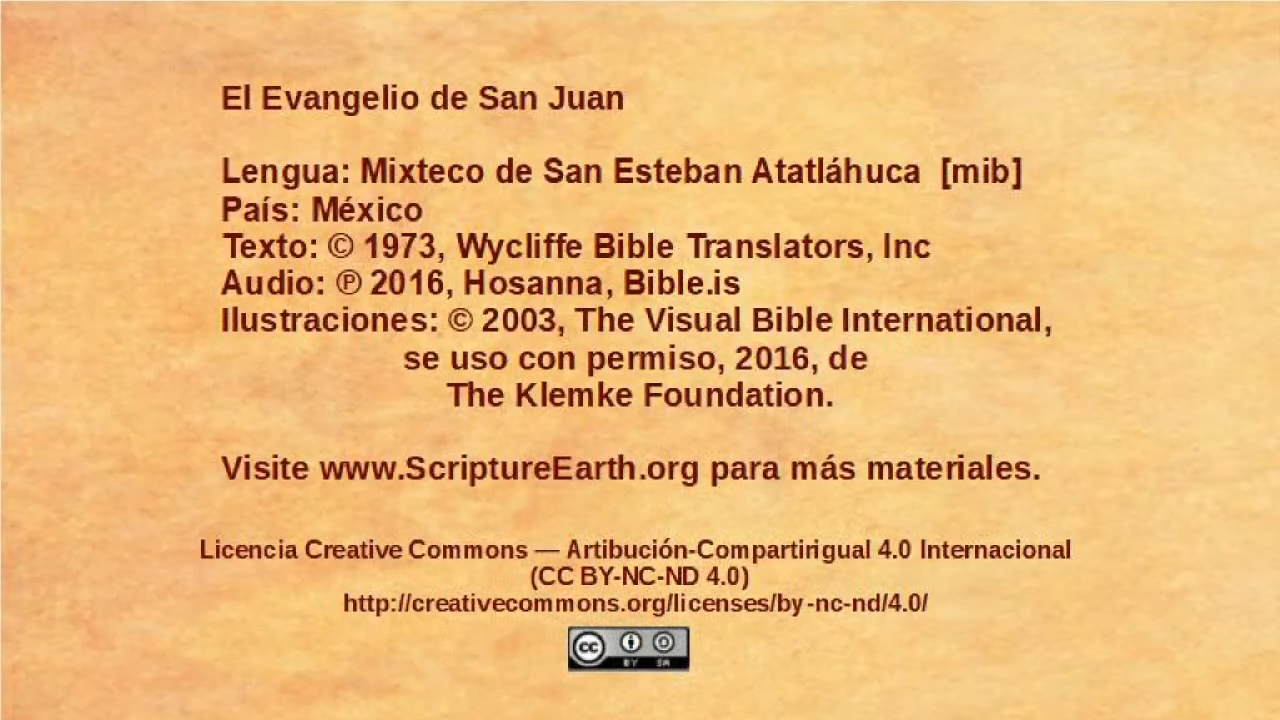 El Evangelio de San Juan
Lengua: Mixteco de San Esteban Atatláhuca [mib]
País: México
Texto: © 1973, Wycliffe Bible Translators, Inc
Audio: ℗ 2016, Hosanna, Bible.is
Ilustraciones: © 2003, The Visual Bible International,
se uso con permiso, 2016, de
The Klemke Foundation.
Visite www.ScriptureEarth.org para más materiales.
Licencia Creative Commons — Artibución-Compartirigual 4.0 Internacional
(CC BY-NC-ND 4.0)
http://creativecommons.org/licenses/by-nc-nd/4.0/
cc
BY SA